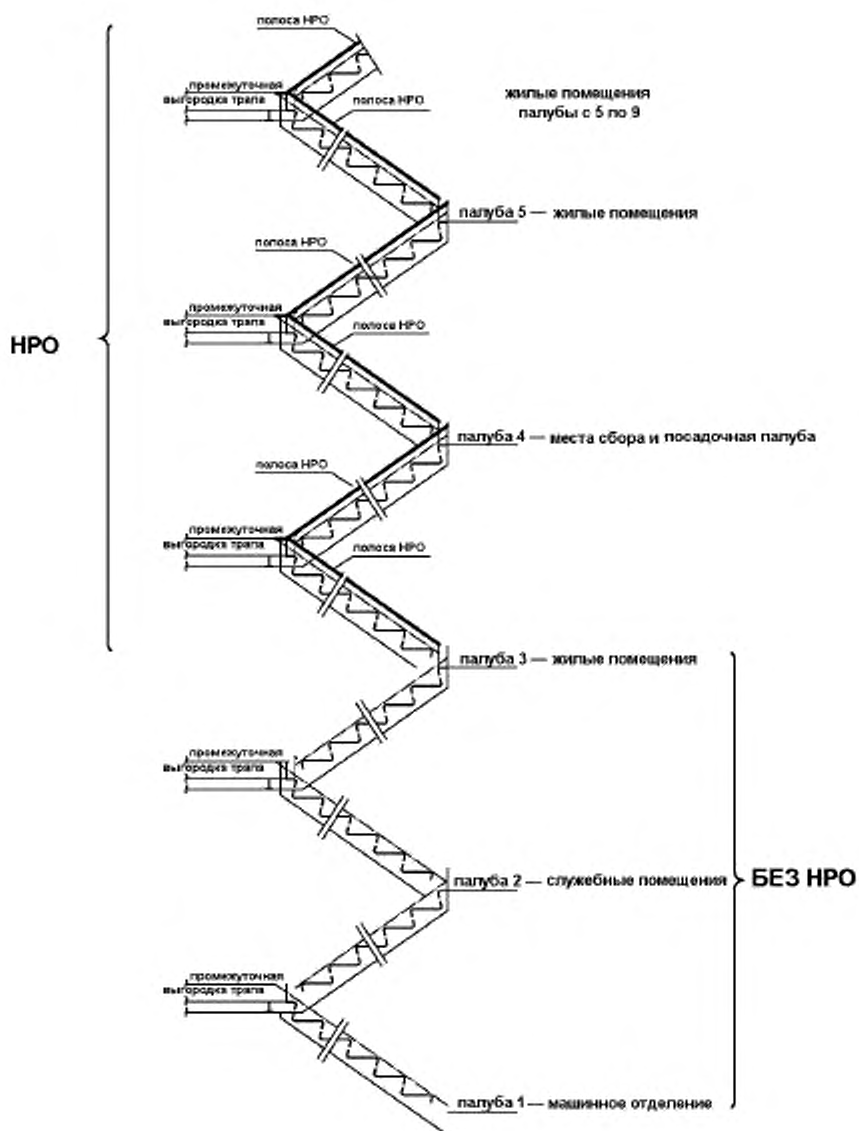 полоса НРО
промежуточная
выгородка трапа
полоса НРО
жилые помещения
палубы с 5 по 9
палуба 5 — жилые помещения
полоса НРО
промежуточная
выгородка трапа
полоса НРО
НРО
палуба 4 — места сбора и посадочная палуба
полоса НРО
промежуточная
выгородка трапа
полоса НРО
палуба 3 — жилые помещения
промежуточная
выгородка трапа
палуба 2 — служебные помещения
БЕЗ НРО
промежуточная
выгородка трапа
палуба 1 — машинное отделение